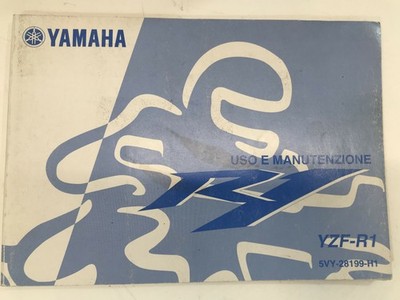 YAMAHA
USO E MANUTENZIONE
R1
YZF-R1
5VY-28199-H1